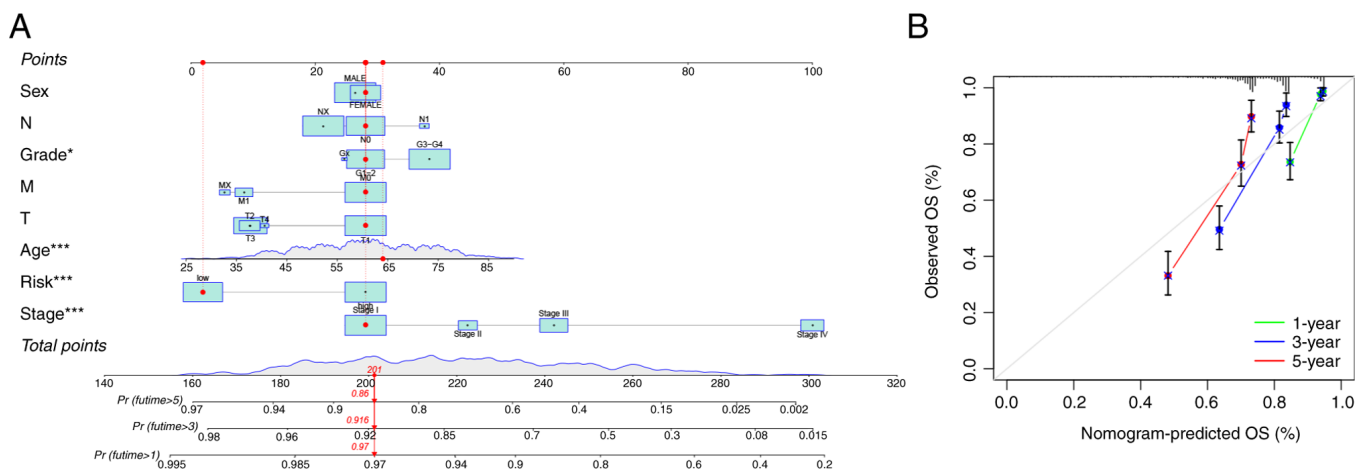 A
Points
0 20 40 60 80 100
MALE
Sex
FEMALE
NX N1
N
N0
G3-G4
Grade*
GX
G1-2
M0
MX
M
M1
T2 T4
T
T3 T1
Age***
25 35 45 55 65 75 85
low
Risk***
high
Stage I Stage III
Stage***
Stage II Stage IV
Total points
201
140 160 180 200 220 240 260 280 300 320
0.86
Pr (futime>5)
0.97 0.94 0.9 0.8 0.6 0.4 0.15 0.025 0.002
0.916
Pr (futime>3)
0.98 0.96 0.92 0.85 0.7 0.5 0.3 0.08 0.015
0.97
Pr (futime>1)
0.995 0.985 0.97 0.94 0.9 0.8 0.6 0.4 0.2
B
Observed OS (%)
1.0
0.8
0.6
0.4
0.2
0.0
1-year
3-year
5-year
0.0 0.2 0.4 0.6 0.8 1.0
Nomogram-predicted OS (%)